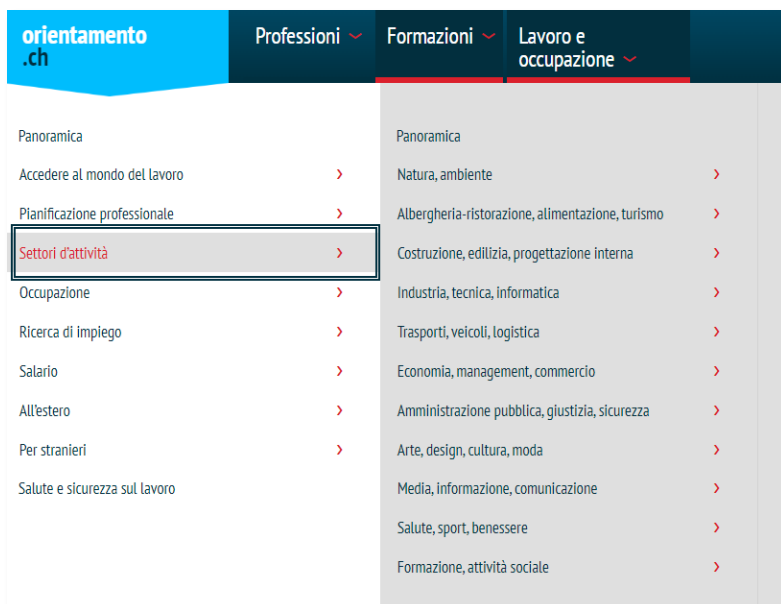 orientamento
.ch
Professioni
Formazioni
Lavoro e
occupazione
Panoramica
Accedere al mondo del lavoro
Pianificazione professionale
Settori d'attività
Occupazione
Ricerca di impiego
Salario
All'estero
Per stranieri
Salute e sicurezza sul lavoro
Panoramica
Natura, ambiente
Albergheria-ristorazione, alimentazione, turismo
Costruzione, edilizia, progettazione interna
Industria, tecnica, informatica
Trasporti, veicoli, logistica
Economia, management, commercio
Amministrazione pubblica, giustizia, sicurezza
Arte, design, cultura, moda
Media, informazione, comunicazione
Salute, sport, benessere
Formazione, attività sociale